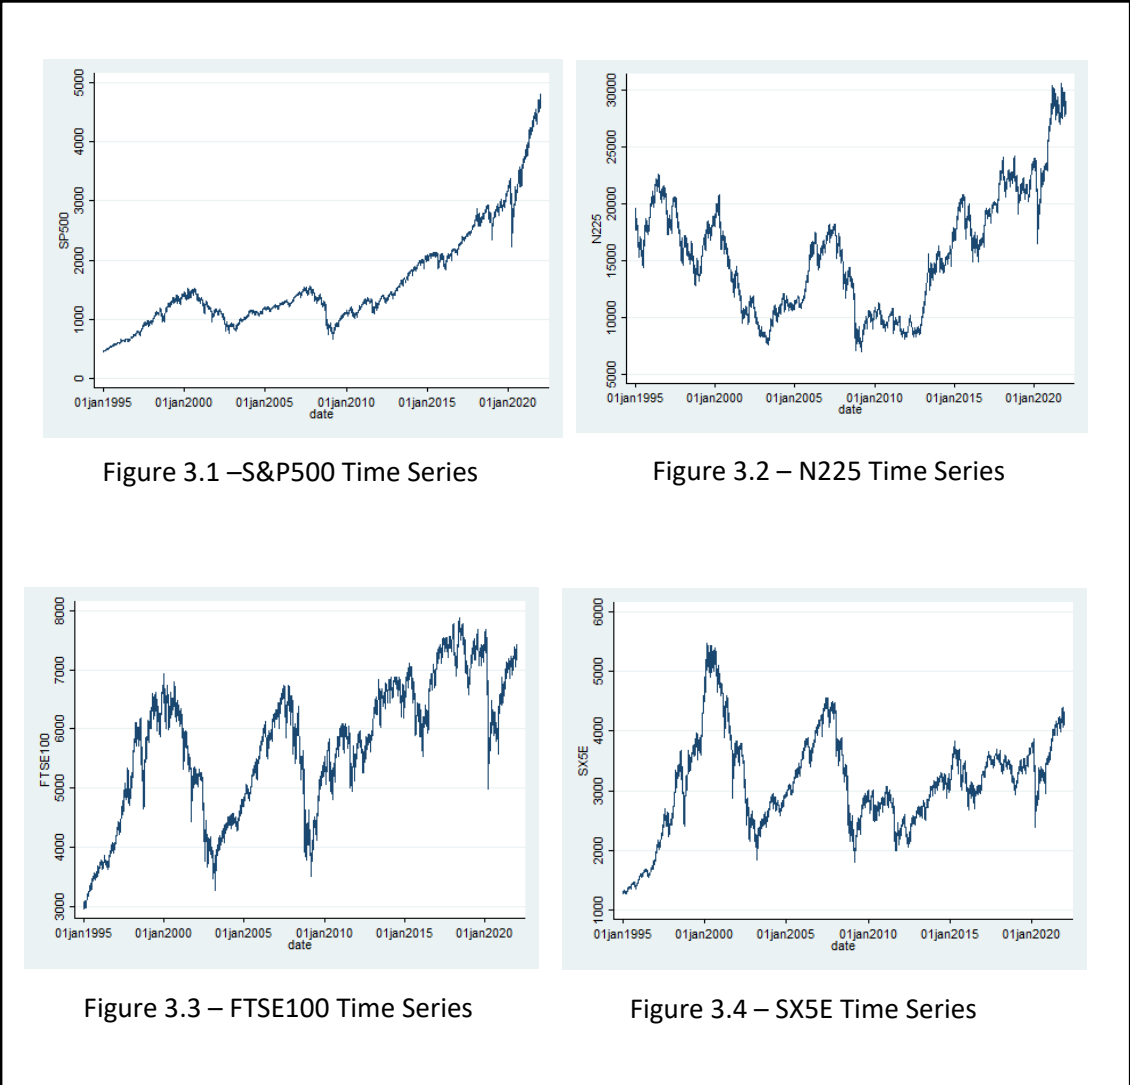 SP500
5000
4000
3000
2000
1000
0
01jan1995 01jan2000 01jan2005 01jan2010 01jan2015 01jan2020
date
Figure 3.1 –S&P500 Time Series
N225
30000
25000
20000
15000
10000
5000
01jan1995 01jan2000 01jan2005 01jan2010 01jan2015 01jan2020
date
Figure 3.2 – N225 Time Series
FTSE100
8000
7000
6000
5000
4000
3000
01jan1995 01jan2000 01jan2005 01jan2010 01jan2015 01jan2020
date
Figure 3.3 – FTSE100 Time Series
SX5E
6000
5000
4000
3000
2000
1000
01jan1995 01jan2000 01jan2005 01jan2010 01jan2015 01jan2020
date
Figure 3.4 – SX5E Time Series